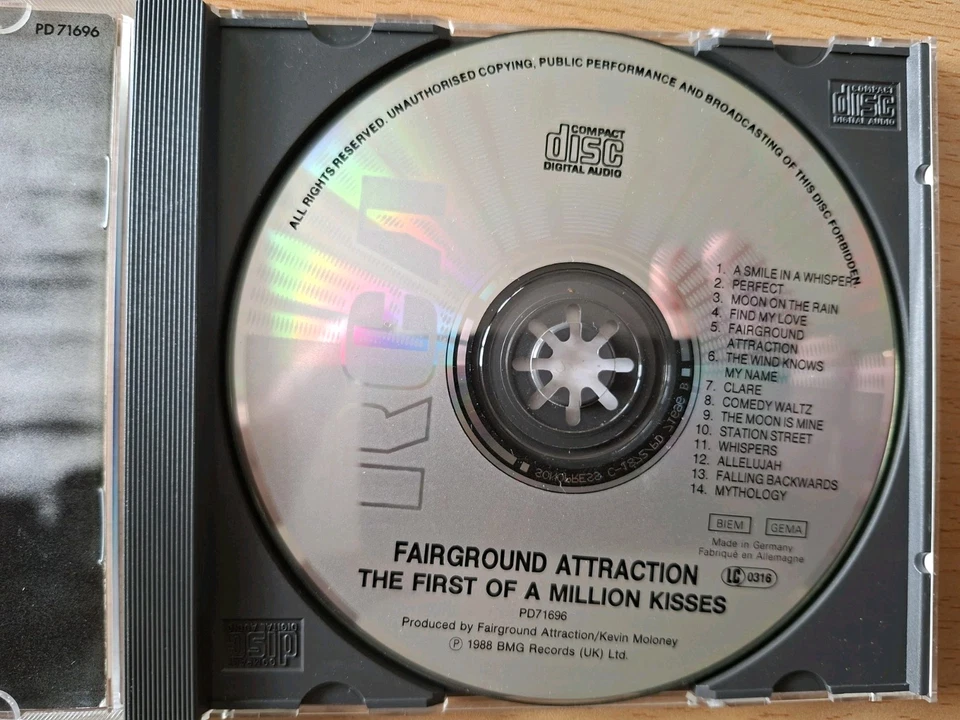 PD 71696
ALL RIGHTS RESERVED. UNAUTHORISED COPYING, PUBLIC PERFORMANCE AND BROADCASTING OF THIS DISC FORBIDDEN
COMPACT
disc
DIGITAL AUDIO
COMPACT
disc
DIGITAL AUDIO
RCA
1. A SMILE IN A WHISPER
2. PERFECT
3. MOON ON THE RAIN
4. FIND MY LOVE
5. FAIRGROUND
ATTRACTION
6. THE WIND KNOWS
MY NAME
7. CLARE
8. COMEDY WALTZ
9. THE MOON IS MINE
10. STATION STREET
11. WHISPERS
12. ALLELUJAH
13. FALLING BACKWARDS
14. MYTHOLOGY
BIEM GEMA
Made in Germany
Fabriqué en Allemagne
LC 0316
FAIRGROUND ATTRACTION
THE FIRST OF A MILLION KISSES
PD71696
Produced by Fairground Attraction/Kevin Moloney
℗ 1988 BMG Records (UK) Ltd.
COMPACT
disc
DIGITAL AUDIO